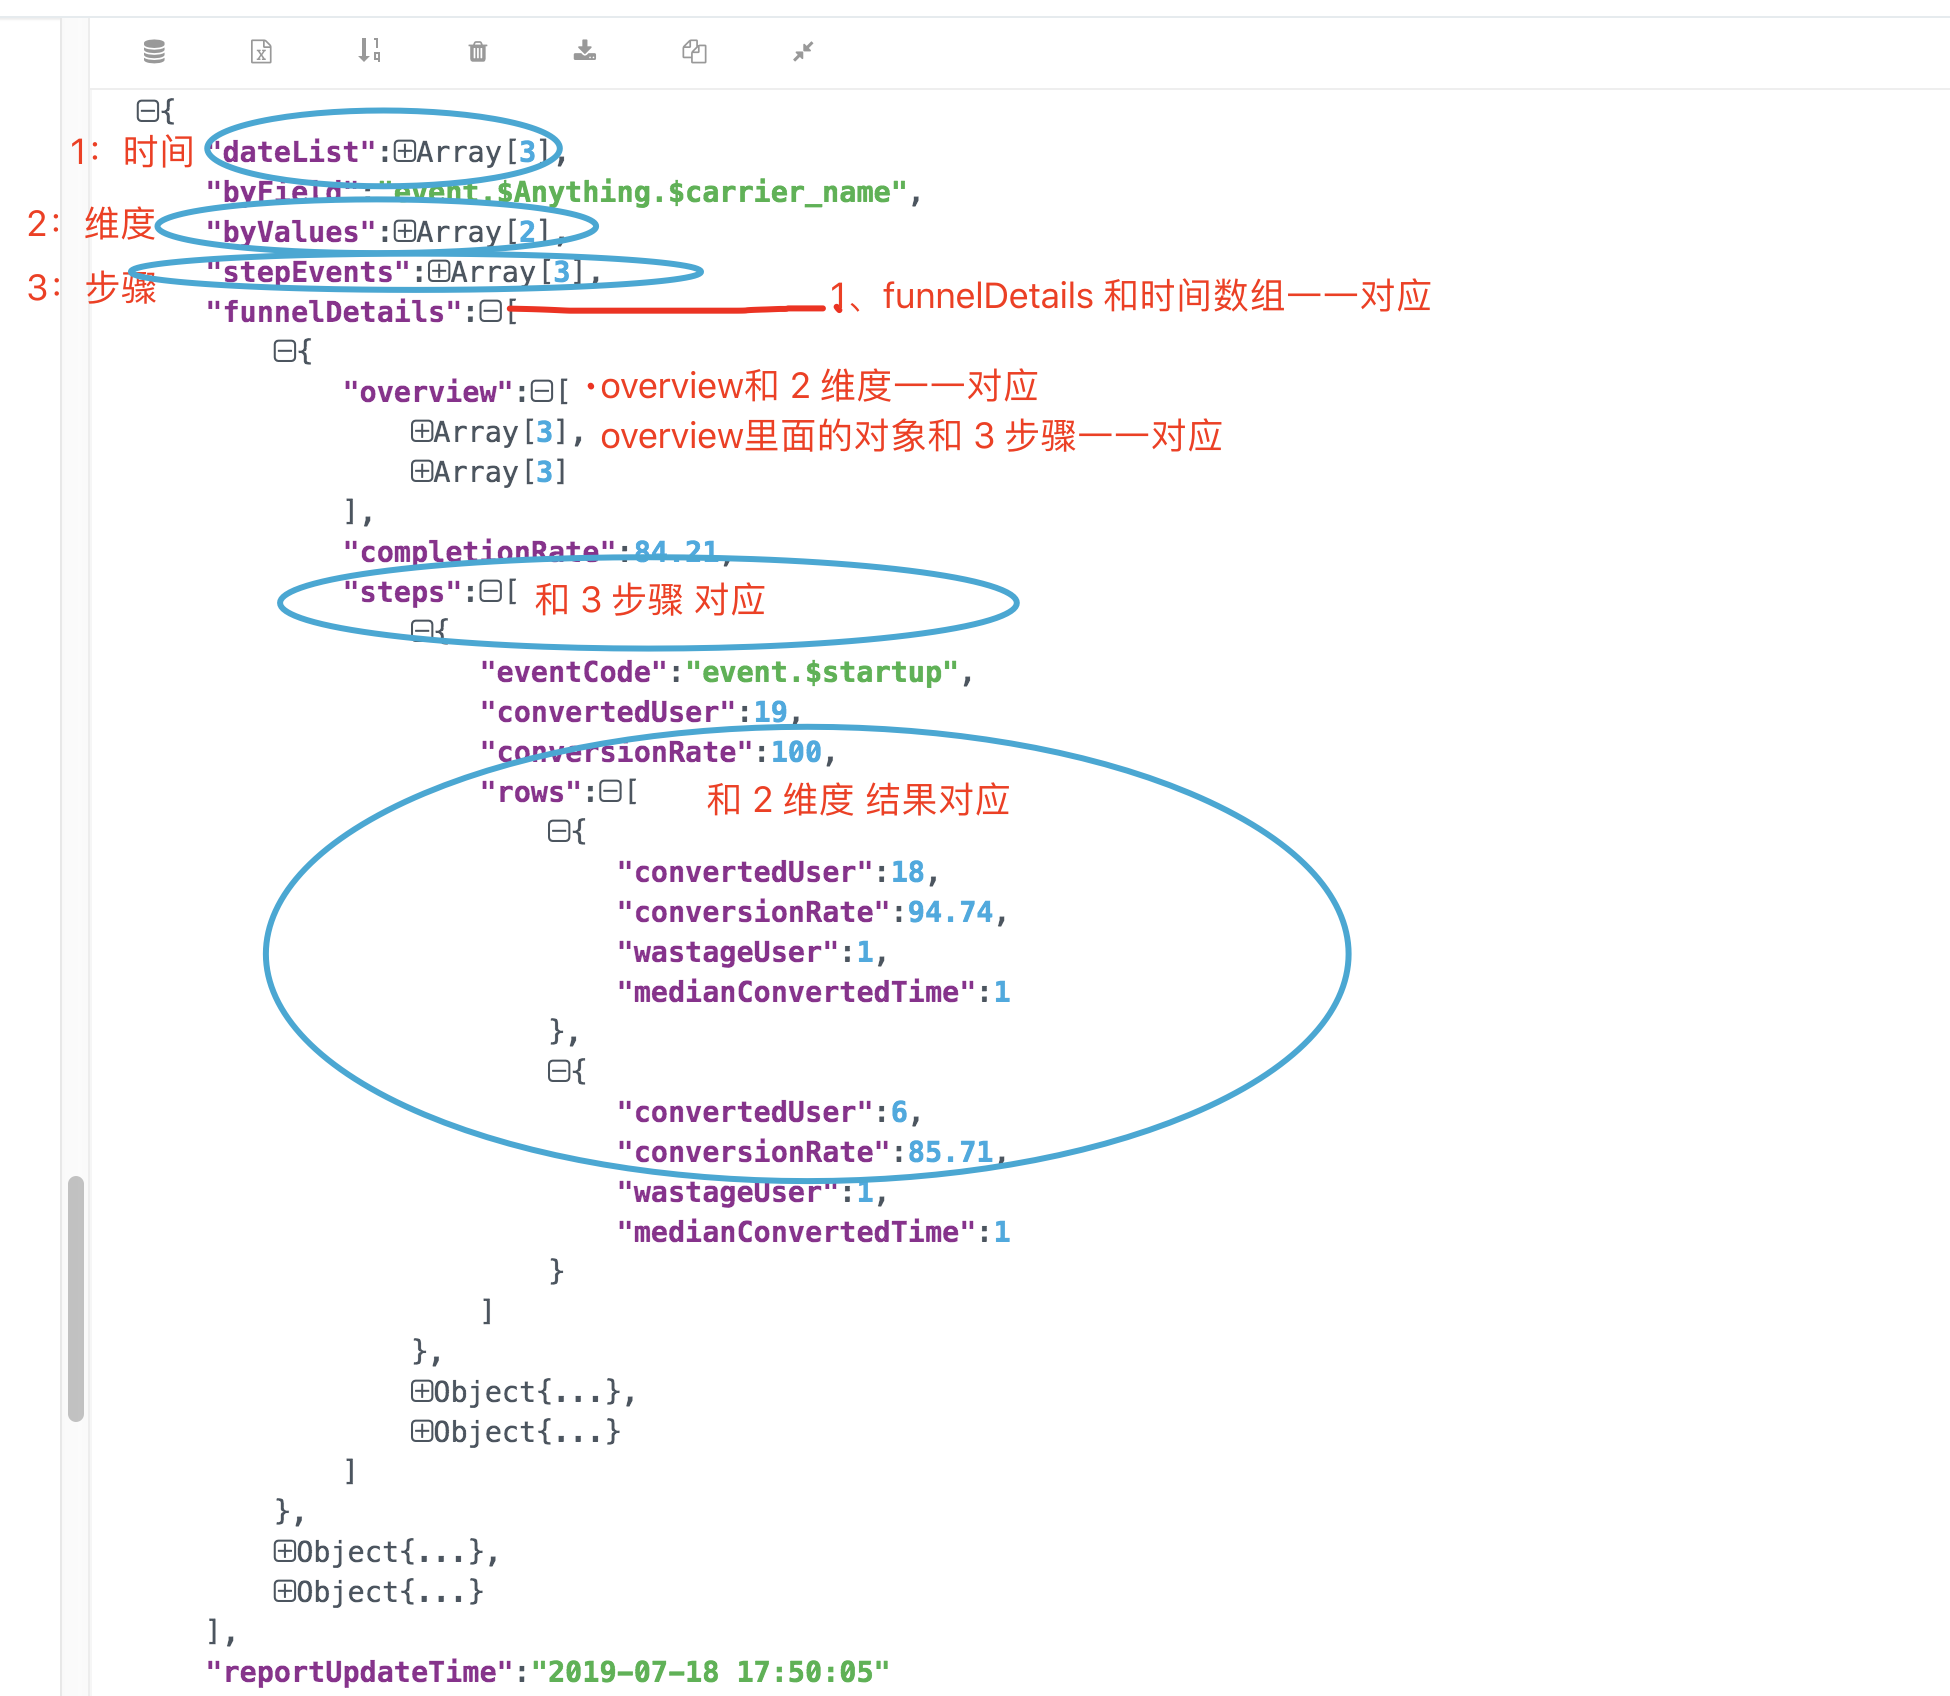 {
1：时间 "dateList":Array[3],
"byField":"event.$Anything.$carrier_name",
2：维度 "byValues":Array[2],
3：步骤 "stepEvents":Array[3],
"funnelDetails":[ 1、funnelDetails 和时间数组一一对应
{
"overview":[ ·overview和 2 维度一一对应
Array[3], overview里面的对象和 3 步骤一一对应
Array[3]
],
"completionRate":84.21,
"steps":[ 和 3 步骤 对应
{
"eventCode":"event.$startup",
"convertedUser":19,
"conversionRate":100,
"rows":[ 和 2 维度 结果对应
{
"convertedUser":18,
"conversionRate":94.74,
"wastageUser":1,
"medianConvertedTime":1
},
{
"convertedUser":6,
"conversionRate":85.71,
"wastageUser":1,
"medianConvertedTime":1
}
]
},
Object{...},
Object{...}
]
},
Object{...},
Object{...}
],
"reportUpdateTime":"2019-07-18 17:50:05"